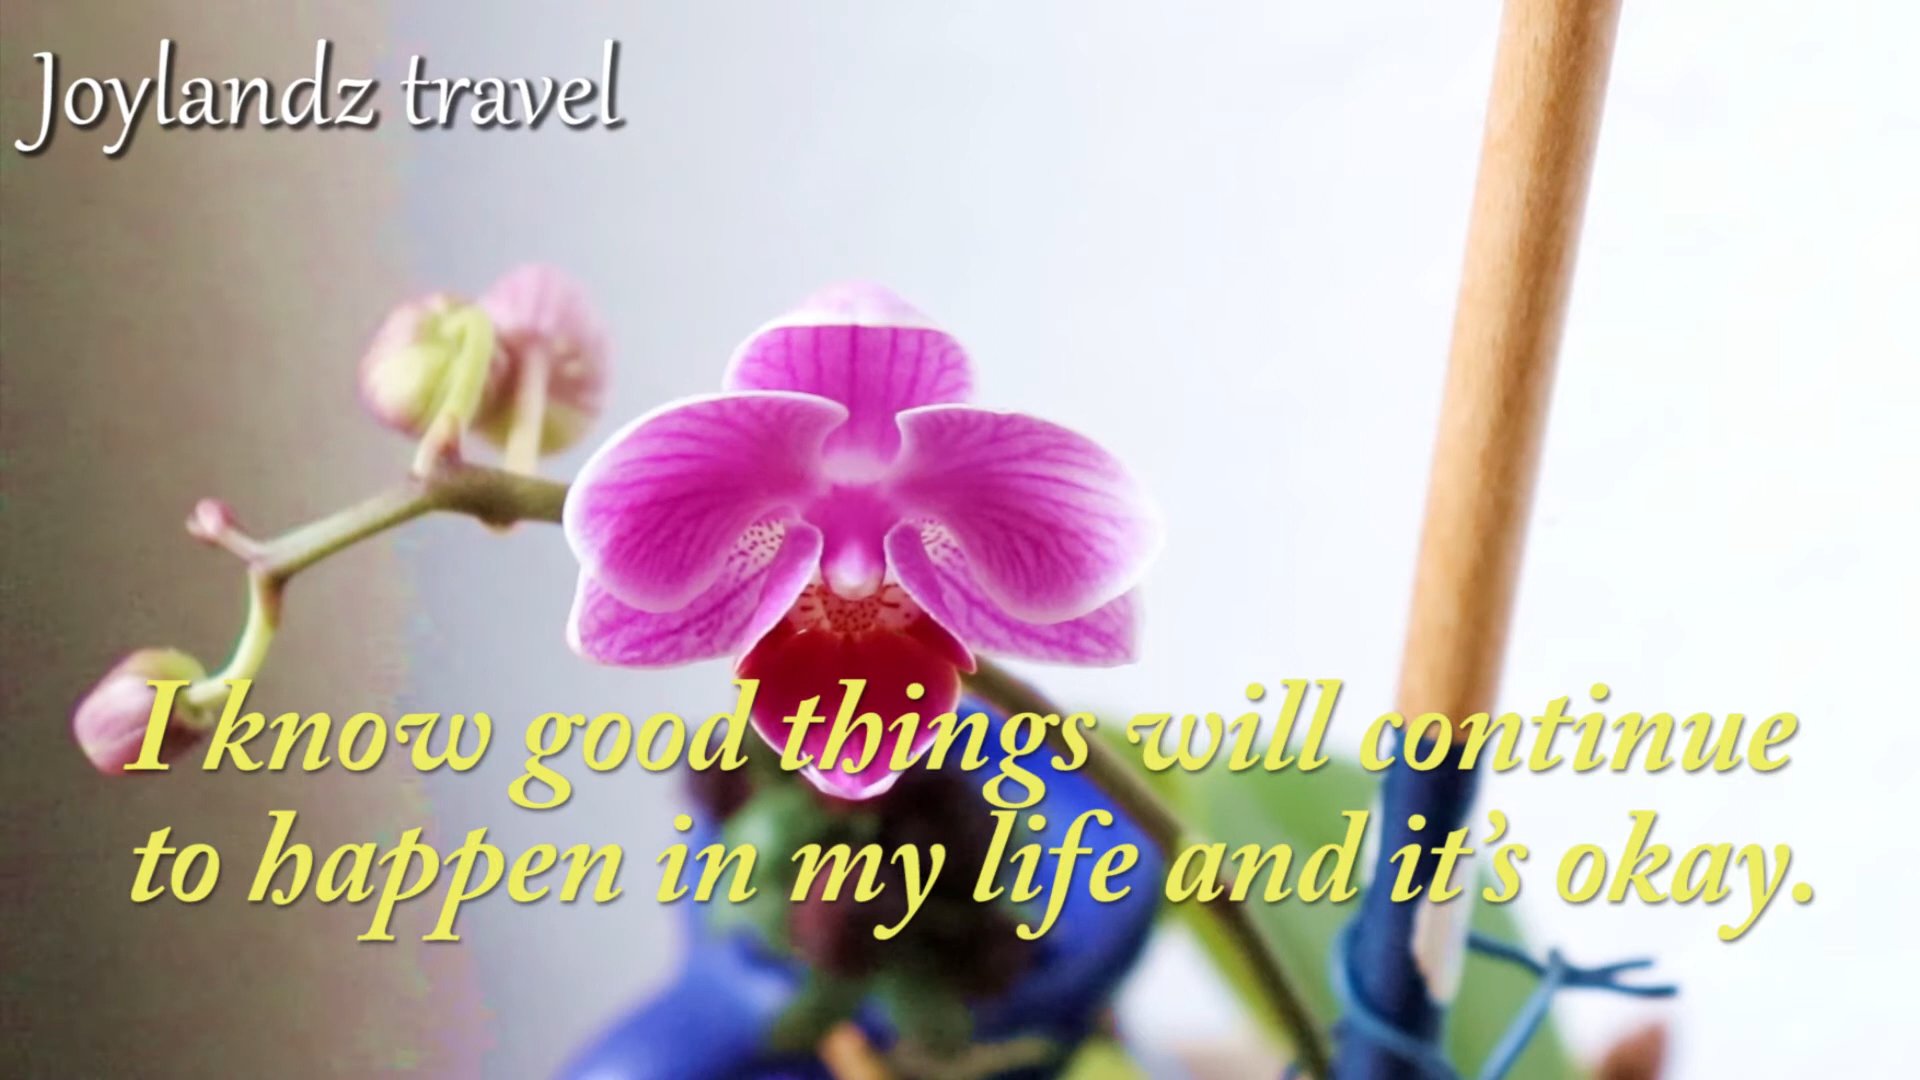 Joylandz travel
I know good things will continue
to happen in my life and it's okay.